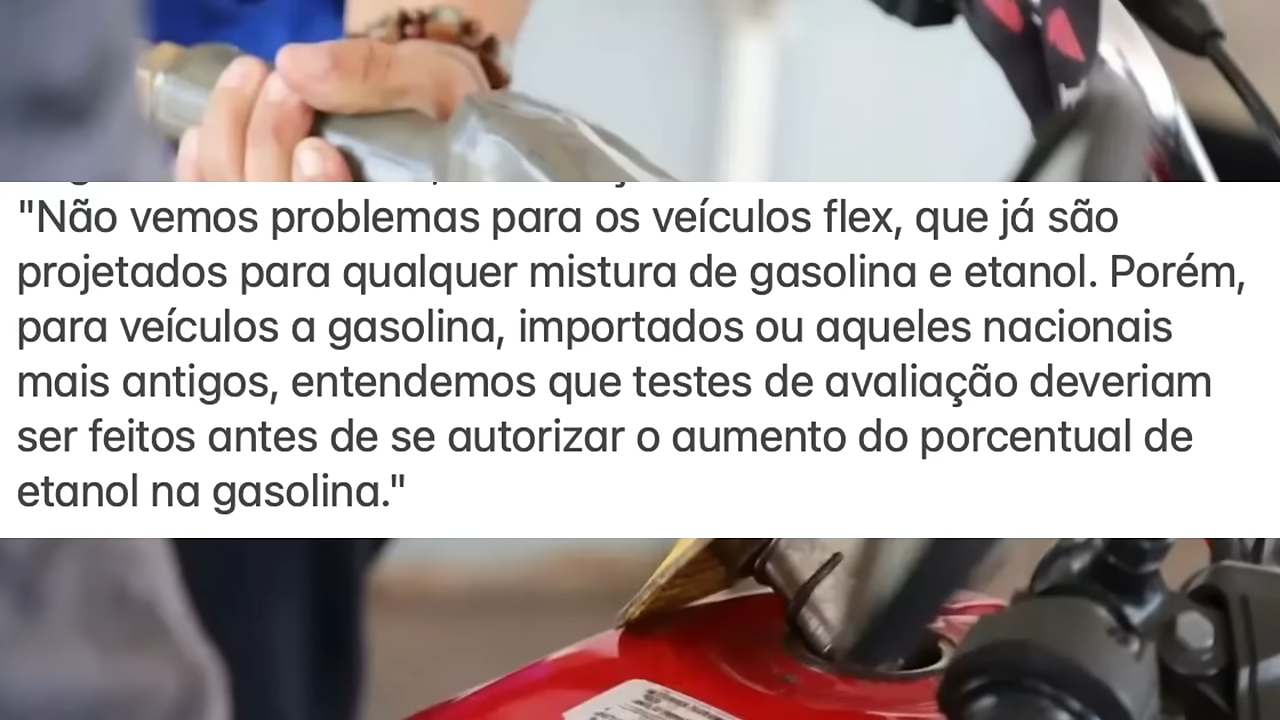 "Não vemos problemas para os veículos flex, que já são
projetados para qualquer mistura de gasolina e etanol. Porém,
para veículos a gasolina, importados ou aqueles nacionais
mais antigos, entendemos que testes de avaliação deveriam
ser feitos antes de se autorizar o aumento do porcentual de
etanol na gasolina."